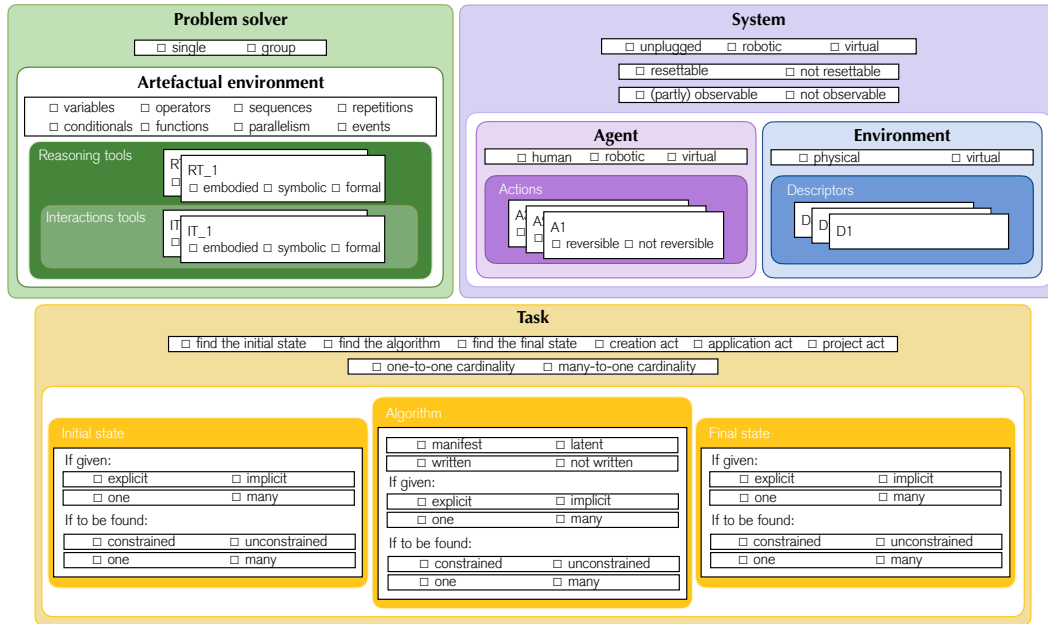 Problem solver
☐ single ☐ group
Artefactual environment
☐ variables ☐ operators ☐ sequences ☐ repetitions
☐ conditionals ☐ functions ☐ parallelism ☐ events
Reasoning tools
RT_1
☐ embodied ☐ symbolic ☐ formal
Interactions tools
IT
IT_1
☐ embodied ☐ symbolic ☐ formal
System
☐ unplugged ☐ robotic ☐ virtual
☐ resettable ☐ not resettable
☐ (partly) observable ☐ not observable
Agent
☐ human ☐ robotic ☐ virtual
Actions
A1
☐ reversible ☐ not reversible
Environment
☐ physical ☐ virtual
Descriptors
D
D
D1
Task
☐ find the initial state ☐ find the algorithm ☐ find the final state ☐ creation act ☐ application act ☐ project act
☐ one-to-one cardinality ☐ many-to-one cardinality
Initial state
If given:
☐ explicit ☐ implicit
☐ one ☐ many
If to be found:
☐ constrained ☐ unconstrained
☐ one ☐ many
Algorithm
☐ manifest ☐ latent
☐ written ☐ not written
If given:
☐ explicit ☐ implicit
☐ one ☐ many
If to be found:
☐ constrained ☐ unconstrained
☐ one ☐ many
Final state
If given:
☐ explicit ☐ implicit
☐ one ☐ many
If to be found:
☐ constrained ☐ unconstrained
☐ one ☐ many